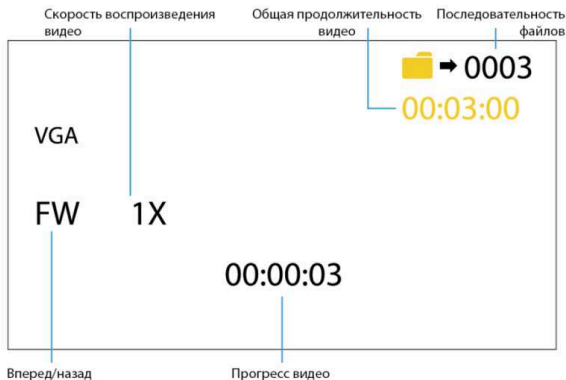 Скорость воспроизведения
видео
Общая продолжительность
видео
Последовательность
файлов
0003
00:03:00
VGA
FW 1X
00:00:03
Вперед/назад
Прогресс видео